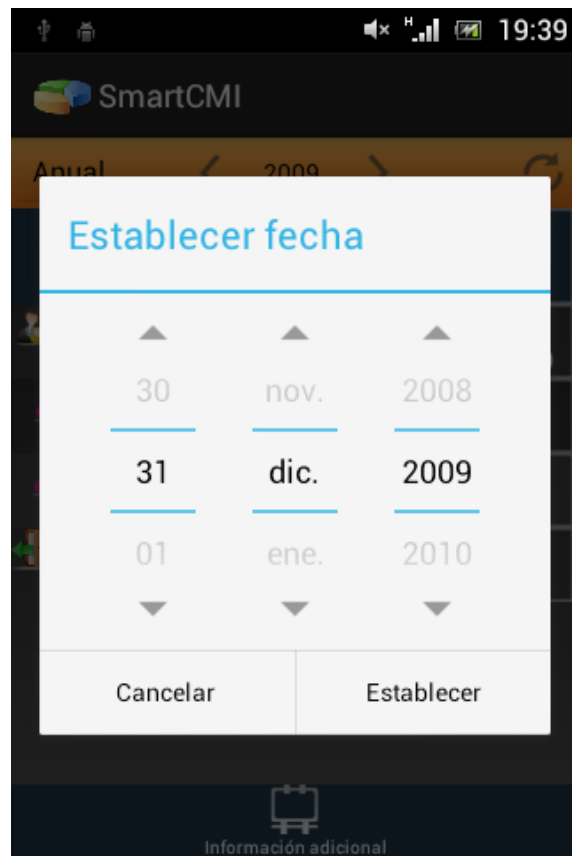 H 19:39
SmartCMI
Anual 2009
Establecer fecha
30 nov. 2008
31 dic. 2009
01 ene. 2010
Cancelar Establecer
Información adicional